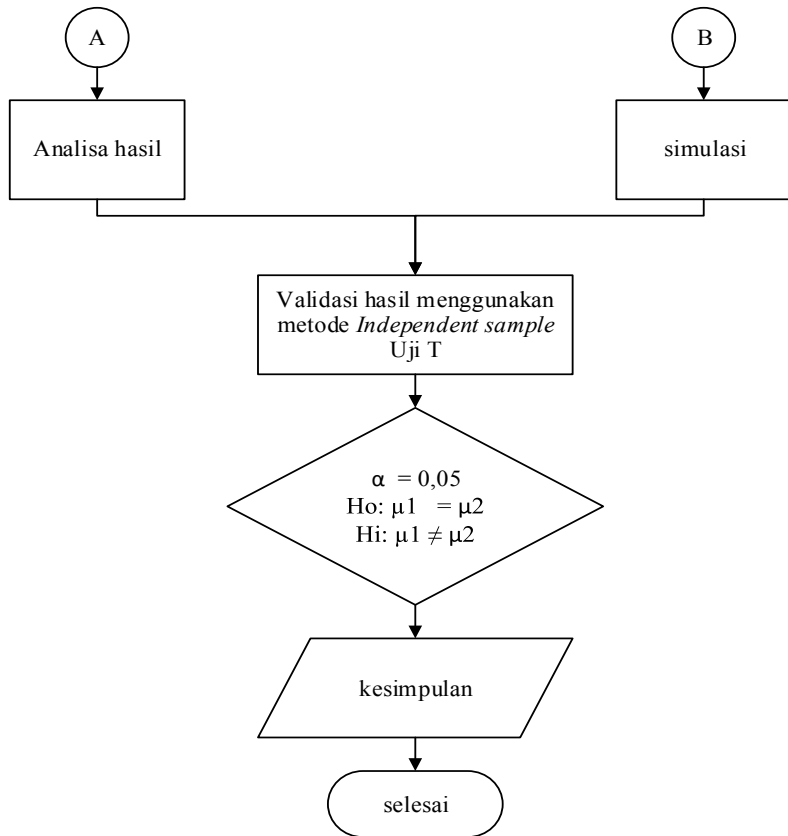 A
B
Analisa hasil
simulasi
Validasi hasil menggunakan
metode Independent sample
Uji T
α = 0,05
Ho: µ1 = µ2
Hi: µ1 ≠ µ2
kesimpulan
selesai